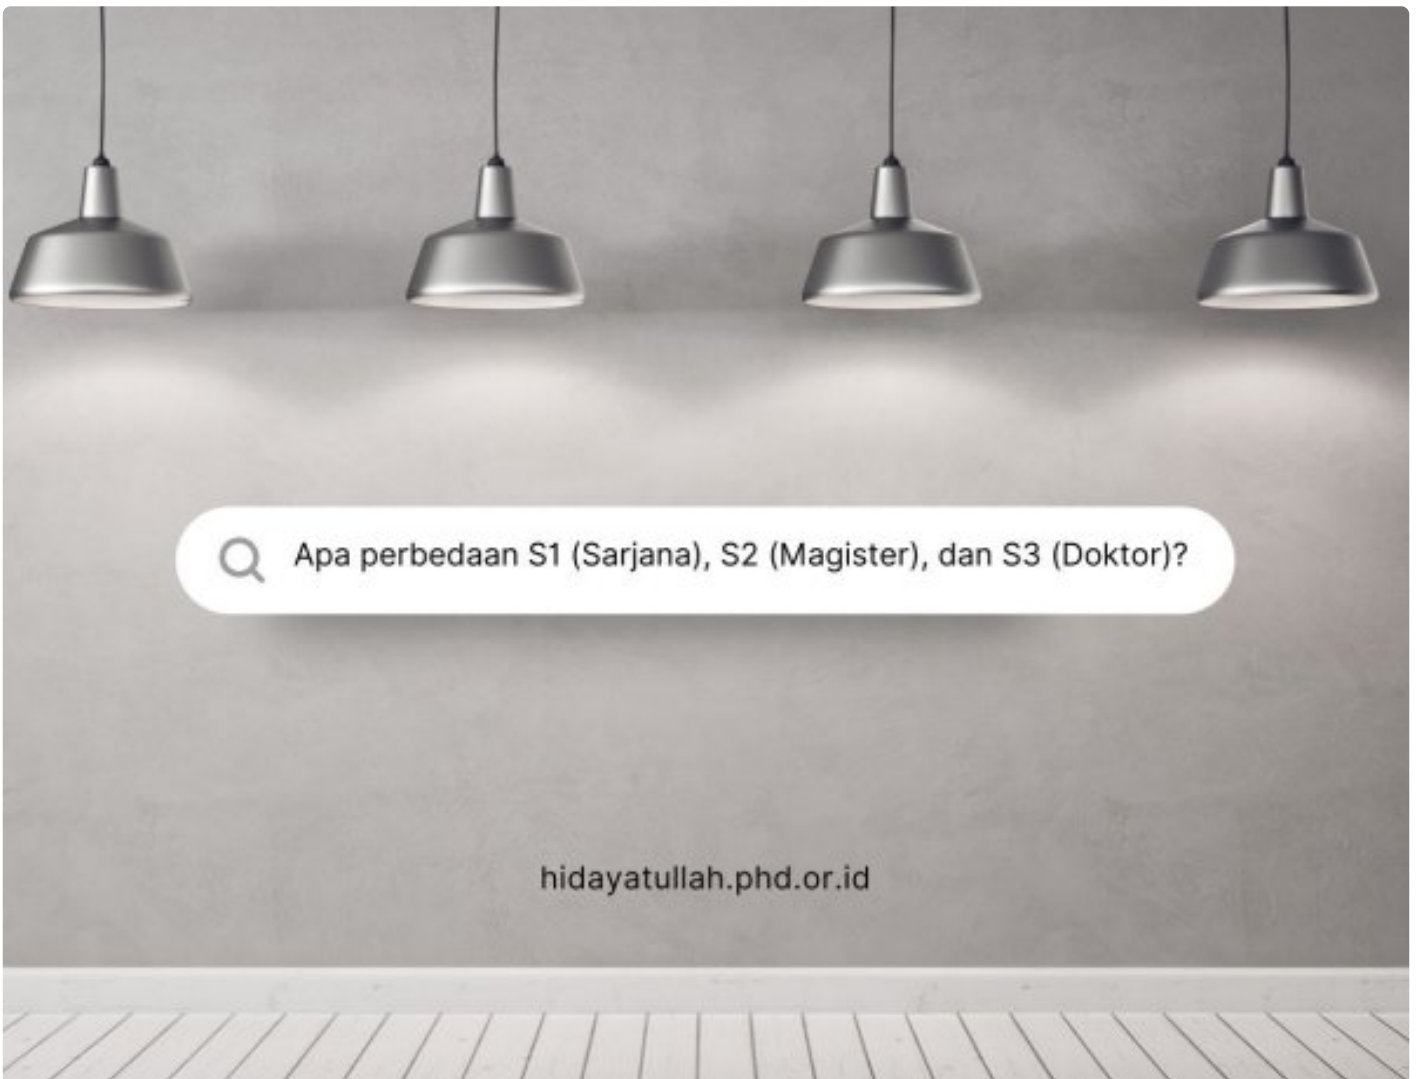 Apa perbedaan S1 (Sarjana), S2 (Magister), dan S3 (Doktor)?
hidayatullah.phd.or.id